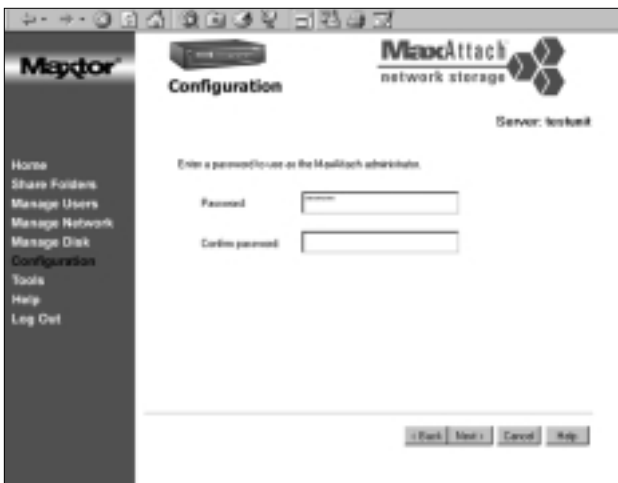 Maxtor
Configuration
MaxAttach
network storage
Server: testunit
Home
Share Folders
Manage Users
Manage Network
Manage Disk
Configuration
Tools
Help
Log Out
Enter a password to use as the MaxAttach administrator.
Password
Confirm password
< Back
Next >
Cancel
Help